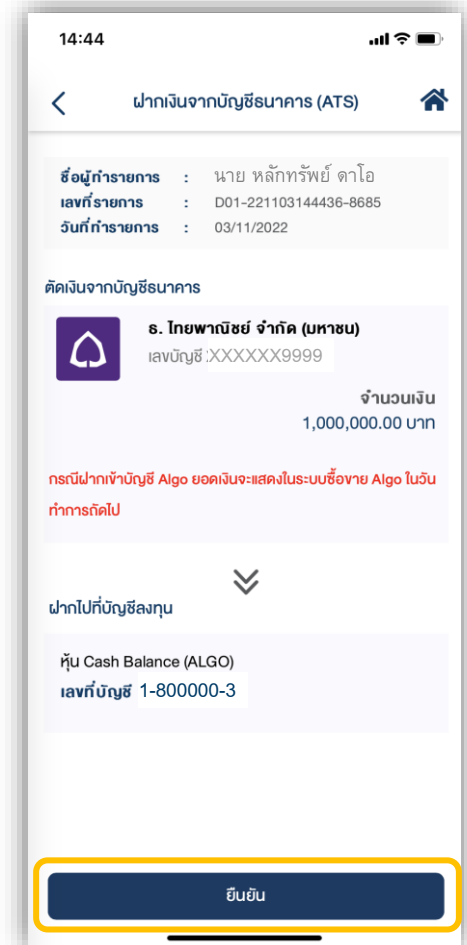 14:44
ฝากเงินจากบัญชีธนาคาร (ATS)
ชื่อผู้ทำรายการ : นาย หลักทรัพย์ ดาโอ
เลขที่รายการ : D01-221103144436-8685
วันที่ทำรายการ : 03/11/2022
ตัดเงินจากบัญชีธนาคาร
ธ. ไทยพาณิชย์ จำกัด (มหาชน)
เลขบัญชี :XXXXXX9999
จำนวนเงิน
1,000,000.00 บาท
กรณีฝากเข้าบัญชี Algo ยอดเงินจะแสดงในระบบซื้อขาย Algo ในวัน
ทำการถัดไป
ฝากไปที่บัญชีลงทุน
หุ้น Cash Balance (ALGO)
เลขที่บัญชี 1-800000-3
ยืนยัน